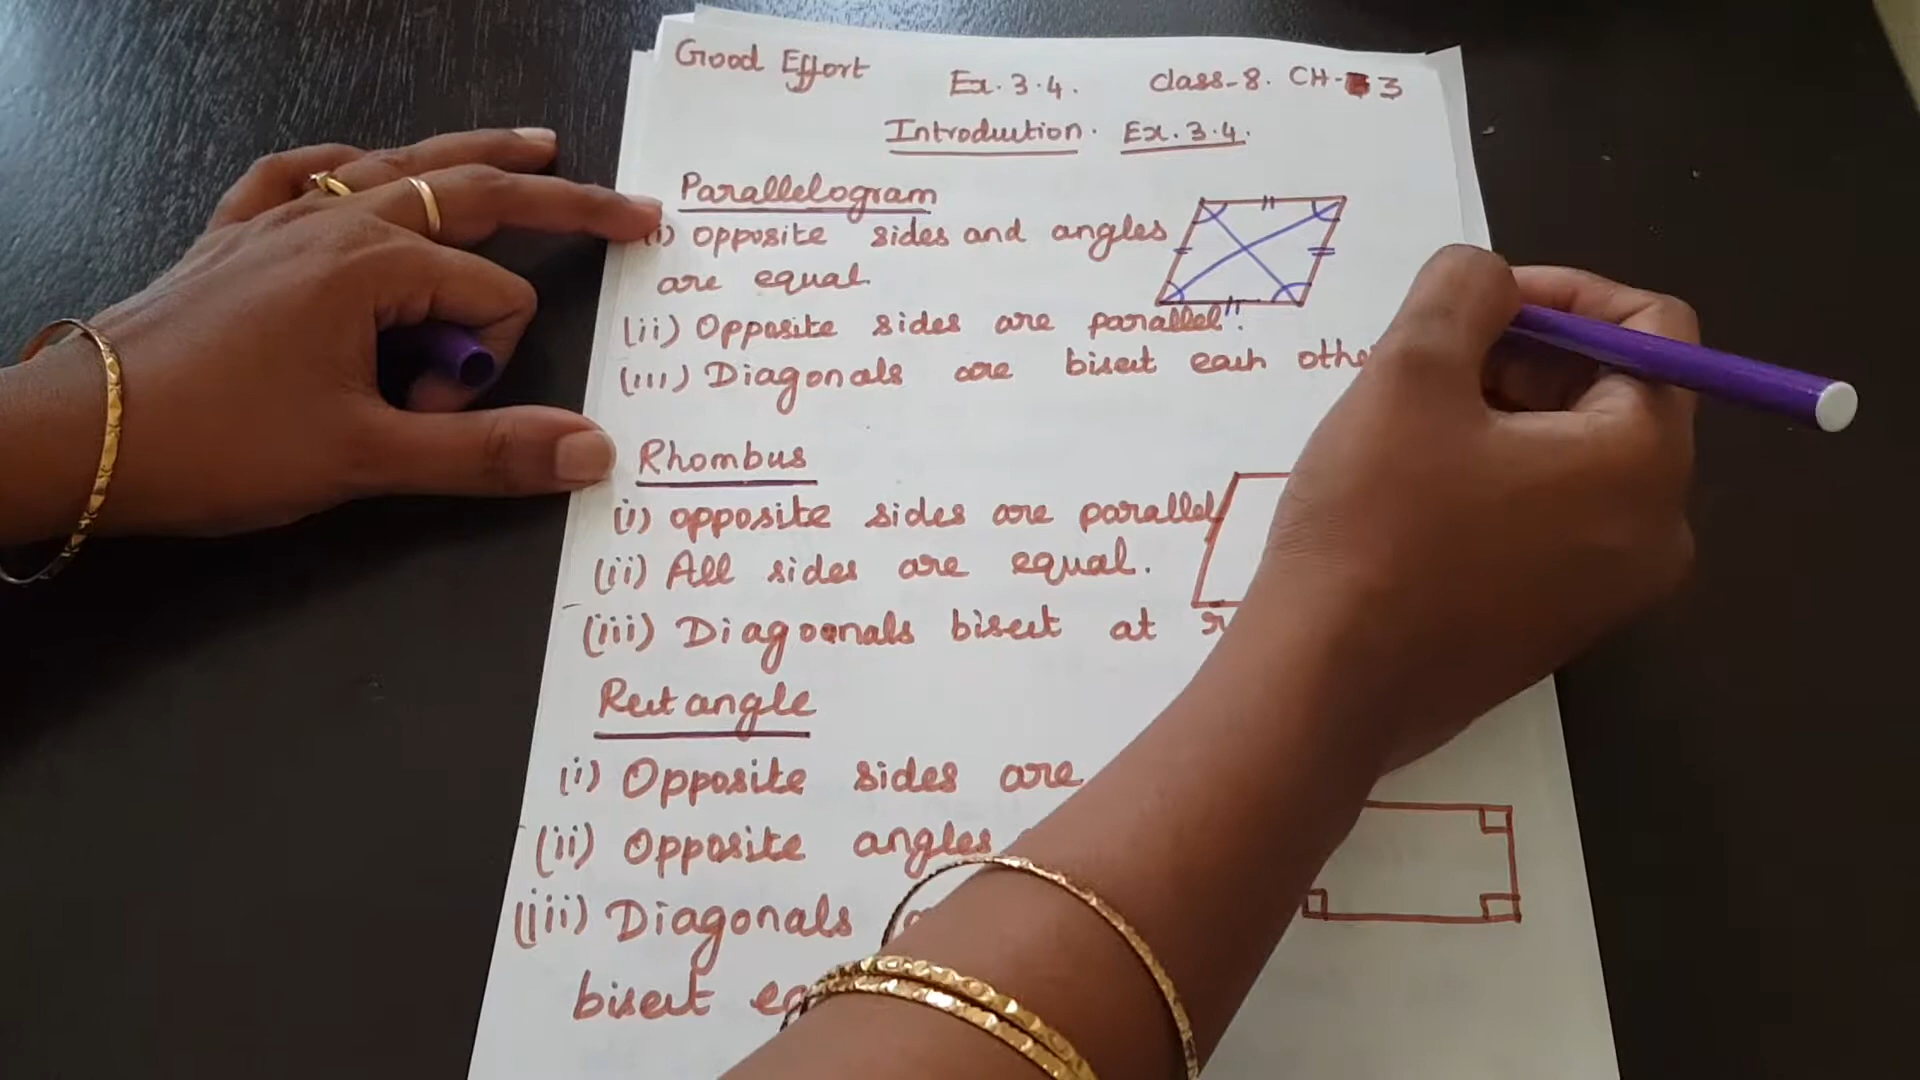 Good Effort Ex. 3.4. class-8. CH-3
Introduction. Ex. 3.4.
Parallelogram
(i) opposite sides and angles
are equal.
(ii) Opposite sides are parallel.
(iii) Diagonals are bisect each
Rhombus
(i) opposite sides are parallel
(ii) All sides are equal.
(iii) Diagoonals bisect at
Rectangle
(i) Opposite sides are
(ii) Opposite angles
(iii) Diagonals
bisect